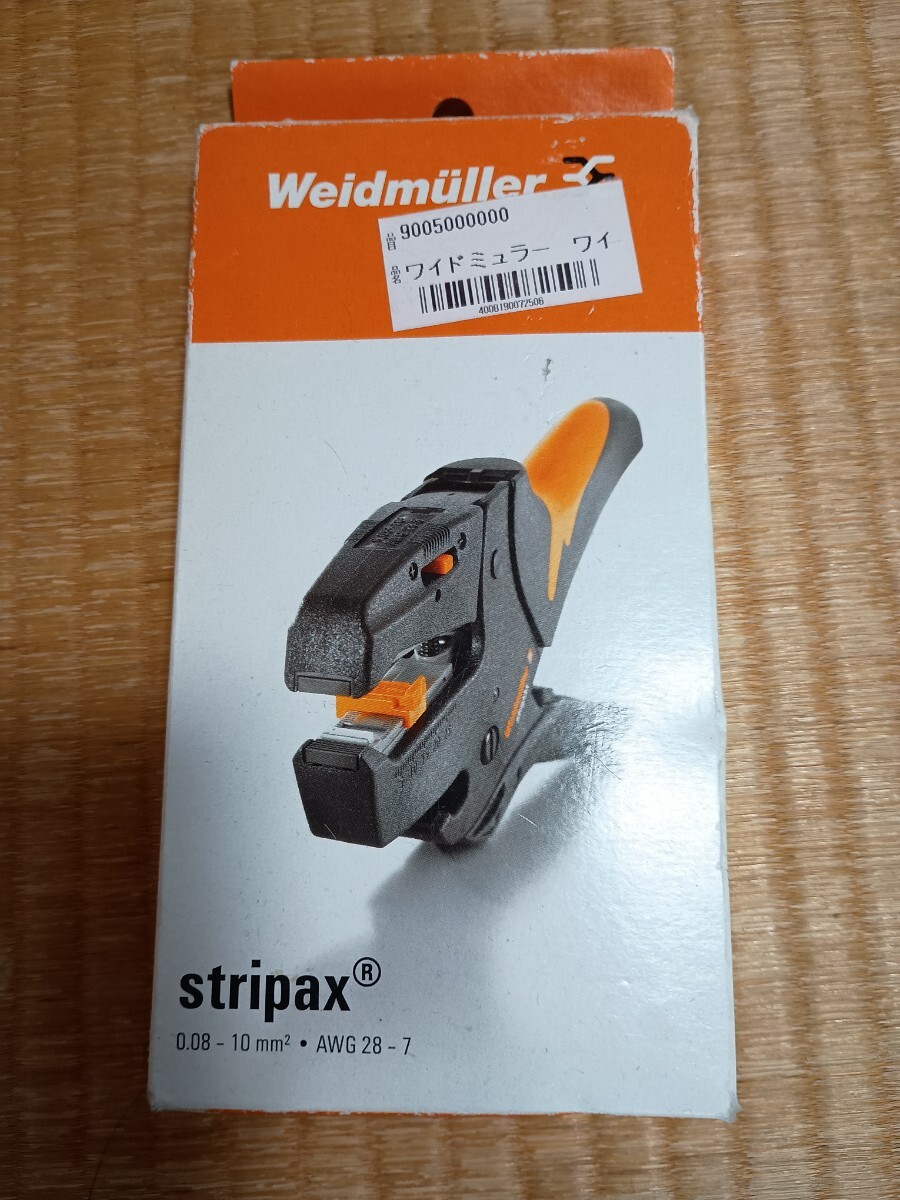 Weidmüller
品番 9005000000
品名 ワイドミュラー ワイ
4008190072506
stripax®
0.08 - 10 mm² • AWG 28 - 7